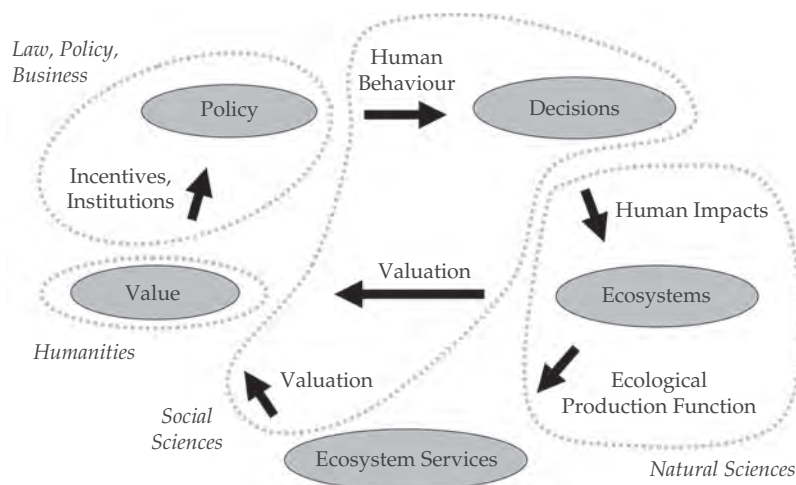 Law, Policy,
Business
Policy
Human
Behaviour
Decisions
Incentives,
Institutions
Human Impacts
Value
Valuation
Ecosystems
Humanities
Valuation
Ecological
Production Function
Social
Sciences
Ecosystem Services
Natural Sciences